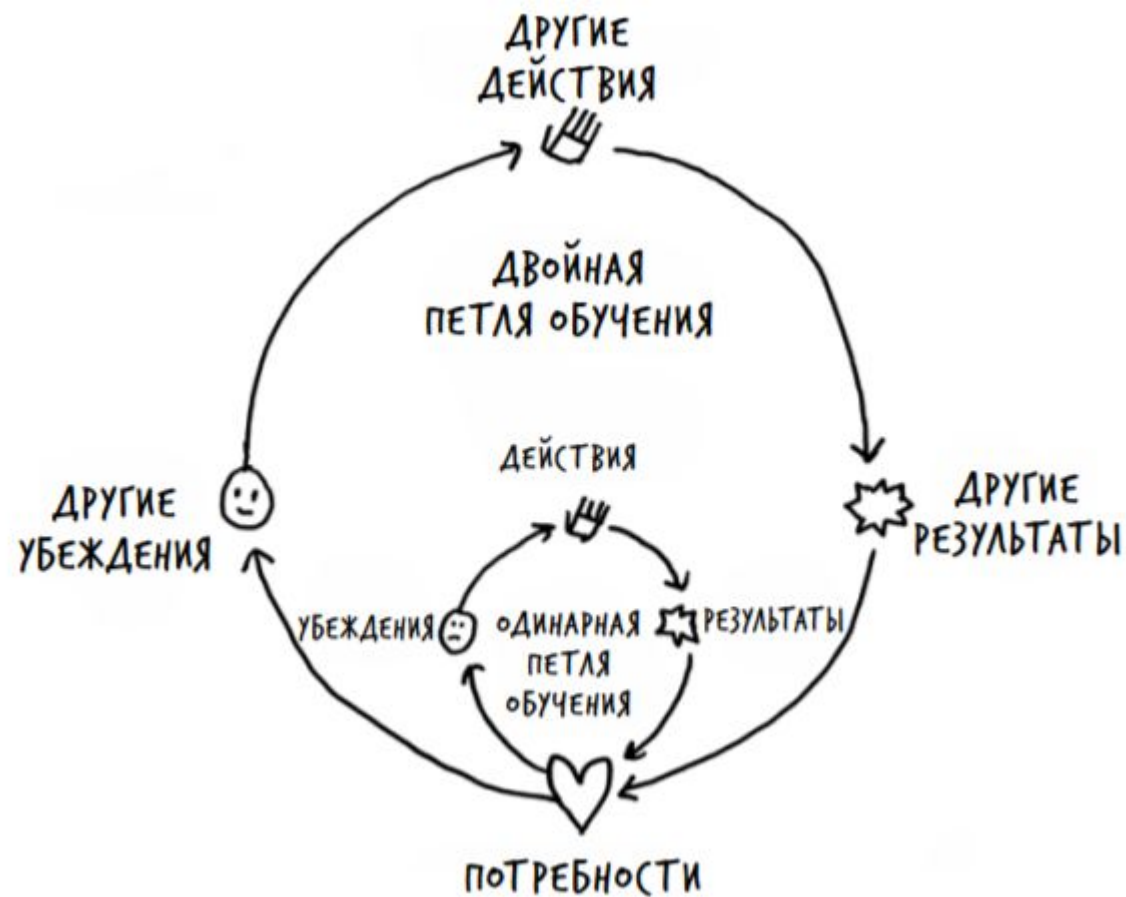 ДРУГИЕ
ДЕЙСТВИЯ
ДВОЙНАЯ
ПЕТЛЯ ОБУЧЕНИЯ
ДЕЙСТВИЯ
ДРУГИЕ
УБЕЖДЕНИЯ
ДРУГИЕ
РЕЗУЛЬТАТЫ
УБЕЖДЕНИЯ
ОДИНАРНАЯ
ПЕТЛЯ
ОБУЧЕНИЯ
РЕЗУЛЬТАТЫ
ПОТРЕБНОСТИ